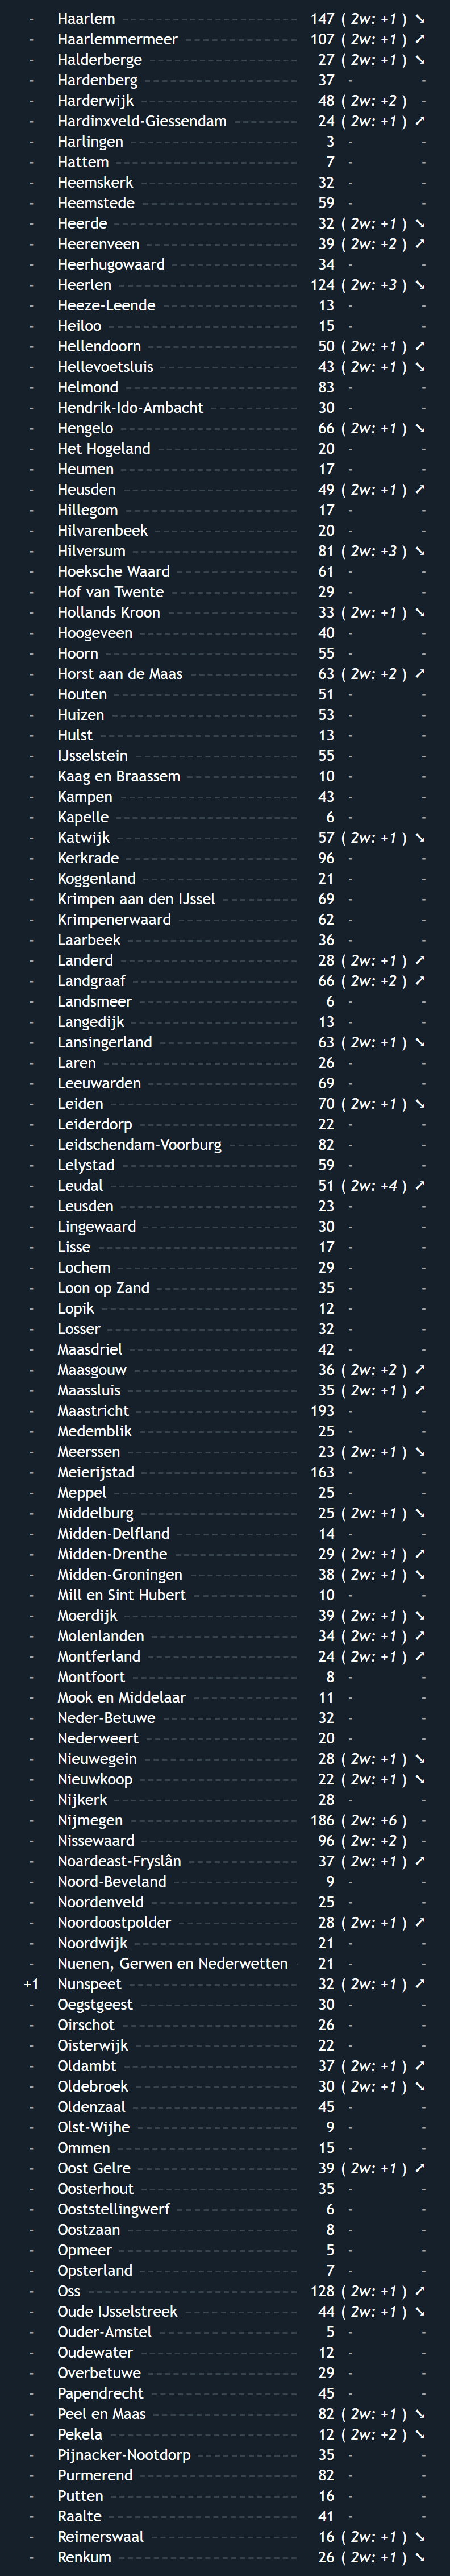 - Haarlem 147 ( 2w: +1 ) ↘
- Haarlemmermeer 107 ( 2w: +1 ) ↗
- Halderberge 27 ( 2w: +1 ) ↘
- Hardenberg 37 - -
- Harderwijk 48 ( 2w: +2 ) -
- Hardinxveld-Giessendam 24 ( 2w: +1 ) ↗
- Harlingen 3 - -
- Hattem 7 - -
- Heemskerk 32 - -
- Heemstede 59 - -
- Heerde 32 ( 2w: +1 ) ↘
- Heerenveen 39 ( 2w: +2 ) ↗
- Heerhugowaard 34 - -
- Heerlen 124 ( 2w: +3 ) ↘
- Heeze-Leende 13 - -
- Heiloo 15 - -
- Hellendoorn 50 ( 2w: +1 ) ↗
- Hellevoetsluis 43 ( 2w: +1 ) ↘
- Helmond 83 - -
- Hendrik-Ido-Ambacht 30 - -
- Hengelo 66 ( 2w: +1 ) ↘
- Het Hogeland 20 - -
- Heumen 17 - -
- Heusden 49 ( 2w: +1 ) ↗
- Hillegom 17 - -
- Hilvarenbeek 20 - -
- Hilversum 81 ( 2w: +3 ) ↘
- Hoeksche Waard 61 - -
- Hof van Twente 29 - -
- Hollands Kroon 33 ( 2w: +1 ) ↘
- Hoogeveen 40 - -
- Hoorn 55 - -
- Horst aan de Maas 63 ( 2w: +2 ) ↗
- Houten 51 - -
- Huizen 53 - -
- Hulst 13 - -
- IJsselstein 55 - -
- Kaag en Braassem 10 - -
- Kampen 43 - -
- Kapelle 6 - -
- Katwijk 57 ( 2w: +1 ) ↘
- Kerkrade 96 - -
- Koggenland 21 - -
- Krimpen aan den IJssel 69 - -
- Krimpenerwaard 62 - -
- Laarbeek 36 - -
- Landerd 28 ( 2w: +1 ) ↗
- Landgraaf 66 ( 2w: +2 ) ↗
- Landsmeer 6 - -
- Langedijk 13 - -
- Lansingerland 63 ( 2w: +1 ) ↘
- Laren 26 - -
- Leeuwarden 69 - -
- Leiden 70 ( 2w: +1 ) ↘
- Leiderdorp 22 - -
- Leidschendam-Voorburg 82 - -
- Lelystad 59 - -
- Leudal 51 ( 2w: +4 ) ↗
- Leusden 23 - -
- Lingewaard 30 - -
- Lisse 17 - -
- Lochem 29 - -
- Loon op Zand 35 - -
- Lopik 12 - -
- Losser 32 - -
- Maasdriel 42 - -
- Maasgouw 36 ( 2w: +2 ) ↗
- Maassluis 35 ( 2w: +1 ) ↗
- Maastricht 193 - -
- Medemblik 25 - -
- Meerssen 23 ( 2w: +1 ) ↘
- Meierijstad 163 - -
- Meppel 25 - -
- Middelburg 25 ( 2w: +1 ) ↘
- Midden-Delfland 14 - -
- Midden-Drenthe 29 ( 2w: +1 ) ↗
- Midden-Groningen 38 ( 2w: +1 ) ↘
- Mill en Sint Hubert 10 - -
- Moerdijk 39 ( 2w: +1 ) ↘
- Molenlanden 34 ( 2w: +1 ) ↗
- Montferland 24 ( 2w: +1 ) ↗
- Montfoort 8 - -
- Mook en Middelaar 11 - -
- Neder-Betuwe 32 - -
- Nederweert 20 - -
- Nieuwegein 28 ( 2w: +1 ) ↘
- Nieuwkoop 22 ( 2w: +1 ) ↘
- Nijkerk 28 - -
- Nijmegen 186 ( 2w: +6 ) -
- Nissewaard 96 ( 2w: +2 ) -
- Noardeast-Fryslân 37 ( 2w: +1 ) ↗
- Noord-Beveland 9 - -
- Noordenveld 25 - -
- Noordoostpolder 28 ( 2w: +1 ) ↗
- Noordwijk 21 - -
- Nuenen, Gerwen en Nederwetten 21 - -
+1 Nunspeet 32 ( 2w: +1 ) ↗
- Oegstgeest 30 - -
- Oirschot 26 - -
- Oisterwijk 22 - -
- Oldambt 37 ( 2w: +1 ) ↗
- Oldebroek 30 ( 2w: +1 ) ↘
- Oldenzaal 45 - -
- Olst-Wijhe 9 - -
- Ommen 15 - -
- Oost Gelre 39 ( 2w: +1 ) ↗
- Oosterhout 35 - -
- Ooststellingwerf 6 - -
- Oostzaan 8 - -
- Opmeer 5 - -
- Opsterland 7 - -
- Oss 128 ( 2w: +1 ) ↗
- Oude IJsselstreek 44 ( 2w: +1 ) ↘
- Ouder-Amstel 5 - -
- Oudewater 12 - -
- Overbetuwe 29 - -
- Papendrecht 45 - -
- Peel en Maas 82 ( 2w: +1 ) ↘
- Pekela 12 ( 2w: +2 ) ↘
- Pijnacker-Nootdorp 35 - -
- Purmerend 82 - -
- Putten 16 - -
- Raalte 41 - -
- Reimerswaal 16 ( 2w: +1 ) ↘
- Renkum 26 ( 2w: +1 ) ↘